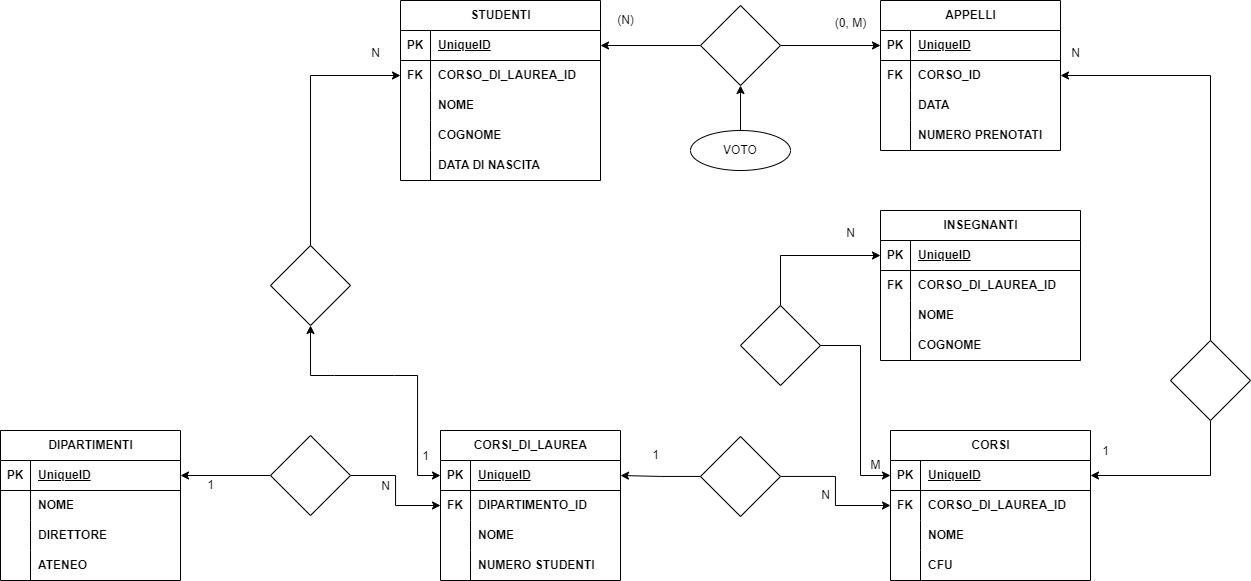 STUDENTI
PK UniqueID
FK CORSO_DI_LAUREA_ID
NOME
COGNOME
DATA DI NASCITA
N
(N)
(0, M)
VOTO
APPELLI
PK UniqueID
FK CORSO_ID
DATA
NUMERO PRENOTATI
N
INSEGNANTI
PK UniqueID
FK CORSO_DI_LAUREA_ID
NOME
COGNOME
N
M
DIPARTIMENTI
PK UniqueID
NOME
DIRETTORE
ATENEO
1
N
1
CORSI_DI_LAUREA
PK UniqueID
FK DIPARTIMENTO_ID
NOME
NUMERO STUDENTI
1
N
CORSI
PK UniqueID
FK CORSO_DI_LAUREA_ID
NOME
CFU
1